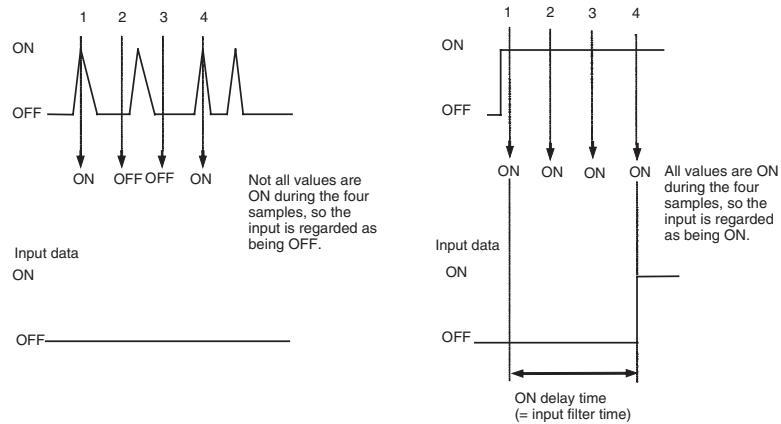 1 2 3 4
ON
OFF
ON OFF OFF ON
Not all values are
ON during the four
samples, so the
input is regarded as
being OFF.
Input data
ON
OFF
1 2 3 4
ON
OFF
ON ON ON ON
All values are ON
during the four
samples, so the
input is regarded
as being ON.
Input data
ON
OFF
ON delay time
(= input filter time)